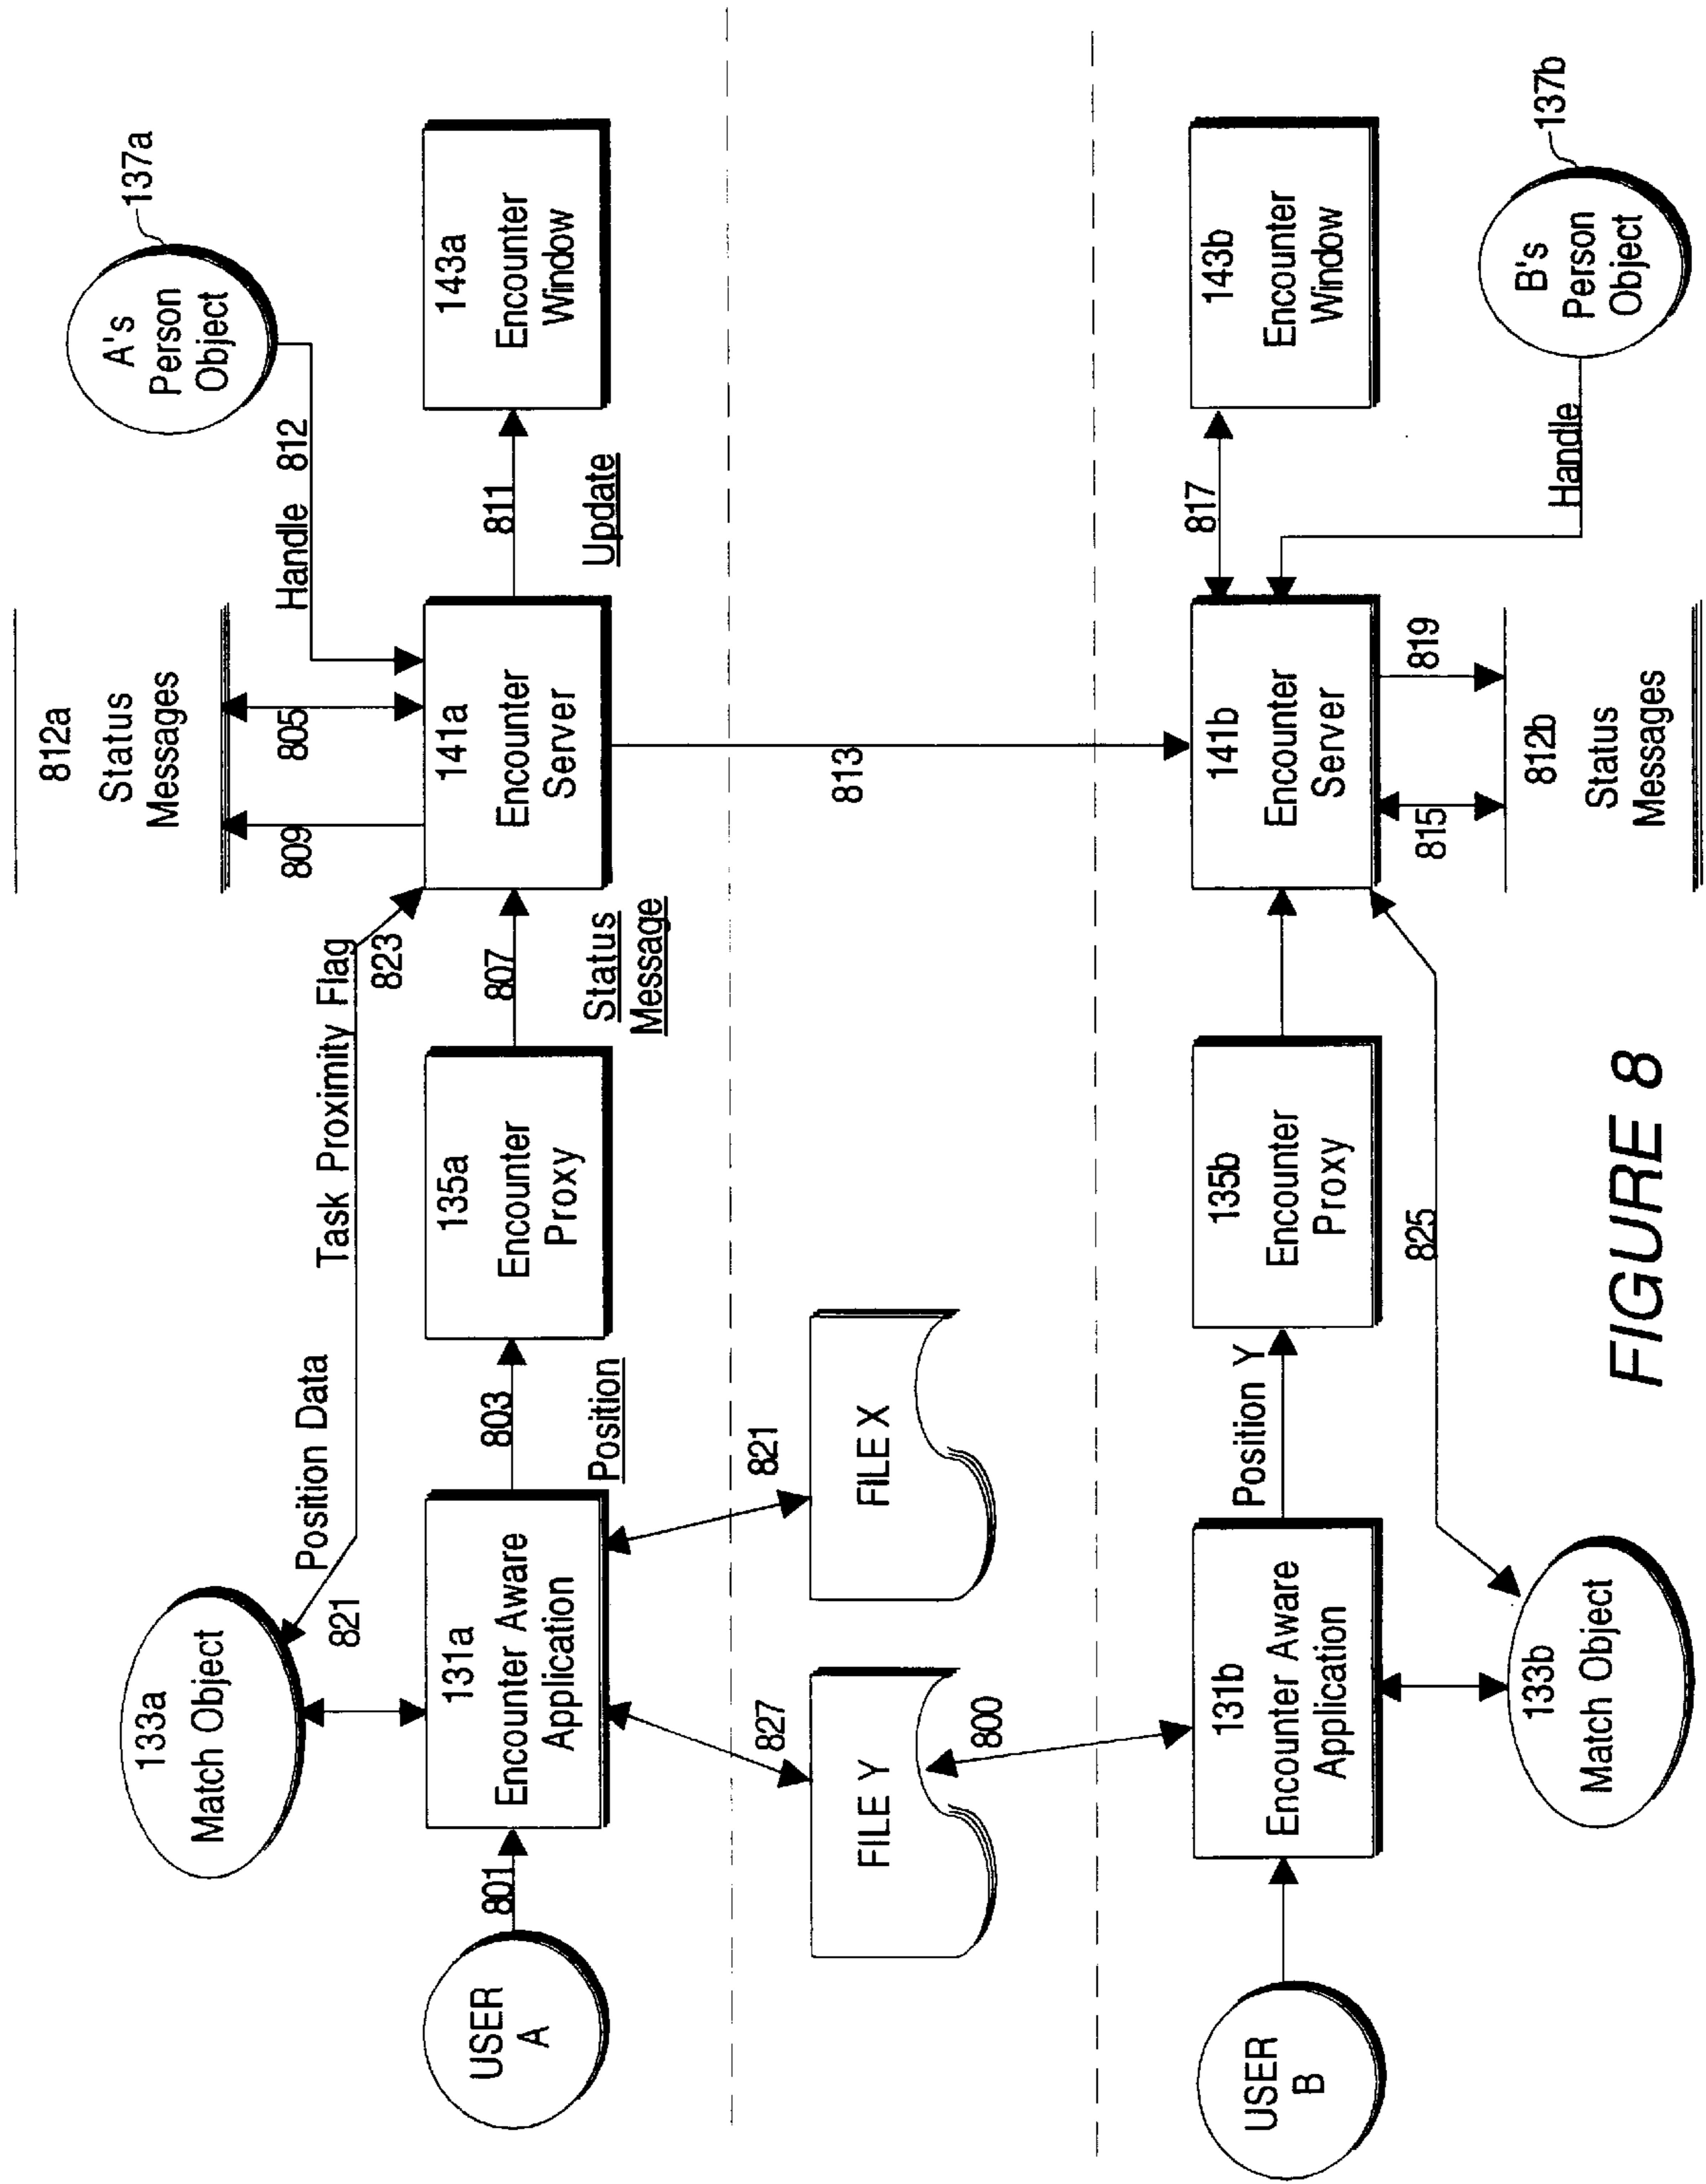 812a
Status
Messages
A's
Person
Object
137a
Handle 812
809
805
Task Proximity Flag
823
Position Data
821
133a
Match Object
USER
A
801
131a
Encounter Aware
Application
803
Position
135a
Encounter
Proxy
807
Status
Message
141a
Encounter
Server
811
Update
143a
Encounter
Window
827
821
813
FILE Y
FILE X
800
USER
B
131b
Encounter Aware
Application
Position Y
135b
Encounter
Proxy
141b
Encounter
Server
817
143b
Encounter
Window
Handle
B's
Person
Object
137b
825
815
819
812b
Status
Messages
133b
Match Object
FIGURE 8